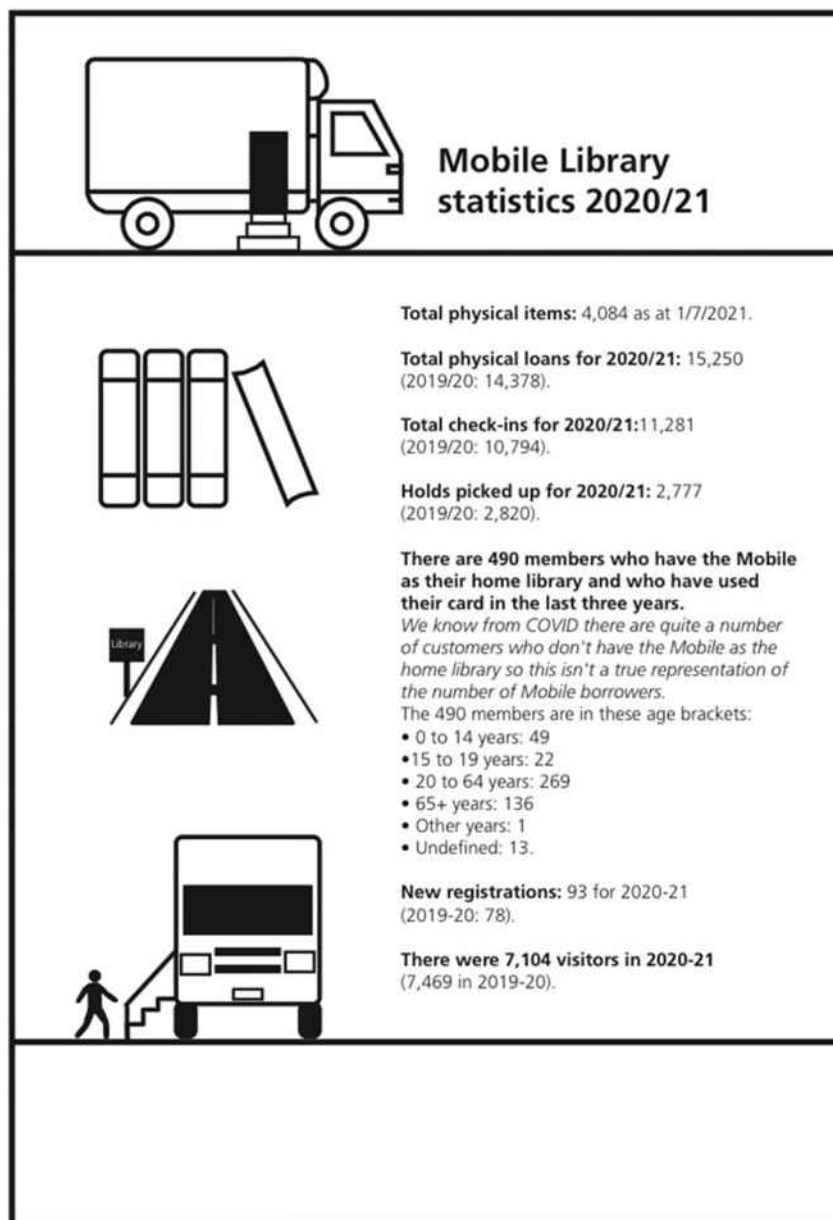 Mobile Library
statistics 2020/21
Total physical items: 4,084 as at 1/7/2021.
Total physical loans for 2020/21: 15,250
(2019/20: 14,378).
Total check-ins for 2020/21:11,281
(2019/20: 10,794).
Holds picked up for 2020/21: 2,777
(2019/20: 2,820).
There are 490 members who have the Mobile
as their home library and who have used
their card in the last three years.
We know from COVID there are quite a number
of customers who don't have the Mobile as the
home library so this isn't a true representation of
the number of Mobile borrowers.
The 490 members are in these age brackets:
• 0 to 14 years: 49
•15 to 19 years: 22
• 20 to 64 years: 269
• 65+ years: 136
• Other years: 1
• Undefined: 13.
New registrations: 93 for 2020-21
(2019-20: 78).
There were 7,104 visitors in 2020-21
(7,469 in 2019-20).
Library